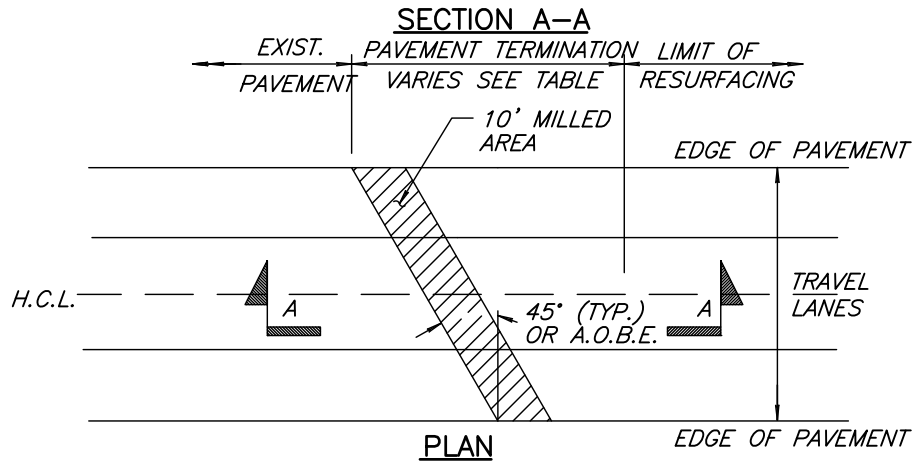 SECTION A–A
EXIST. PAVEMENT TERMINATION LIMIT OF
PAVEMENT VARIES SEE TABLE RESURFACING
10' MILLED
AREA
EDGE OF PAVEMENT
H.C.L.
A
A
TRAVEL
LANES
45° (TYP.)
OR A.O.B.E.
EDGE OF PAVEMENT
PLAN